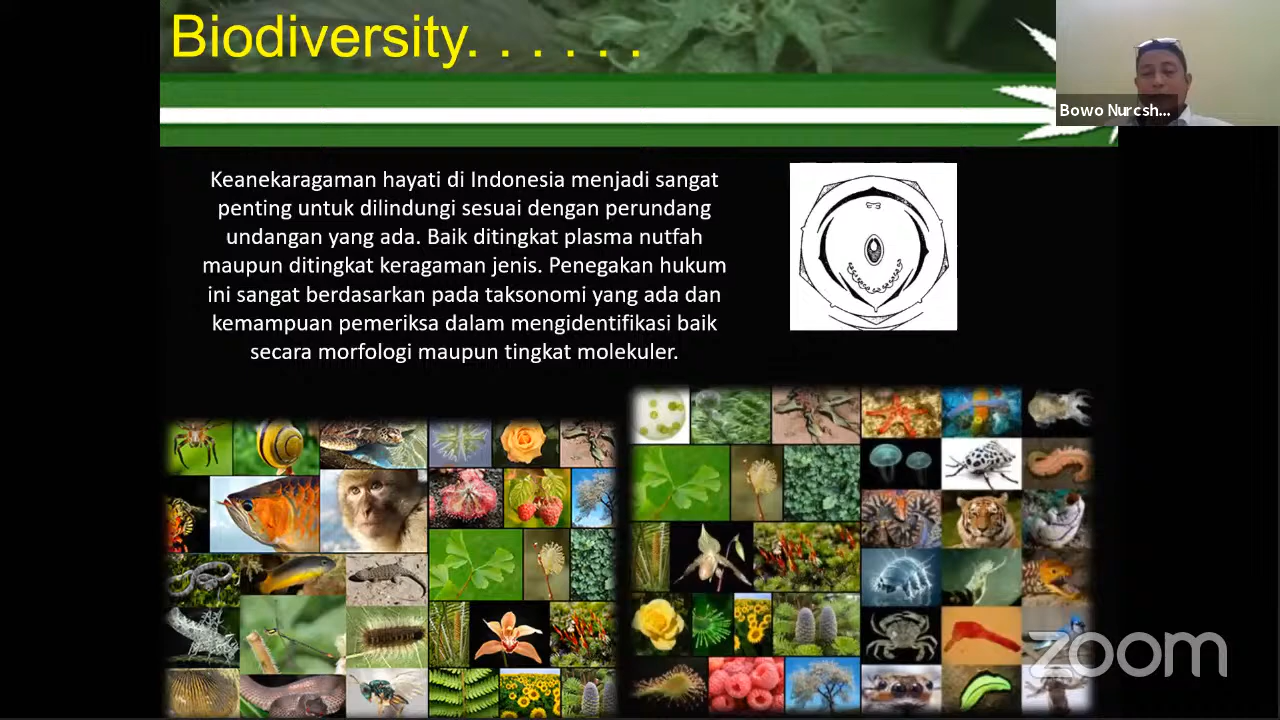 Biodiversity. . . . . .
Bowo Nurcsh...
Keanekaragaman hayati di Indonesia menjadi sangat
penting untuk dilindungi sesuai dengan perundang
undangan yang ada. Baik ditingkat plasma nutfah
maupun ditingkat keragaman jenis. Penegakan hukum
ini sangat berdasarkan pada taksonomi yang ada dan
kemampuan pemeriksa dalam mengidentifikasi baik
secara morfologi maupun tingkat molekuler.
zoom